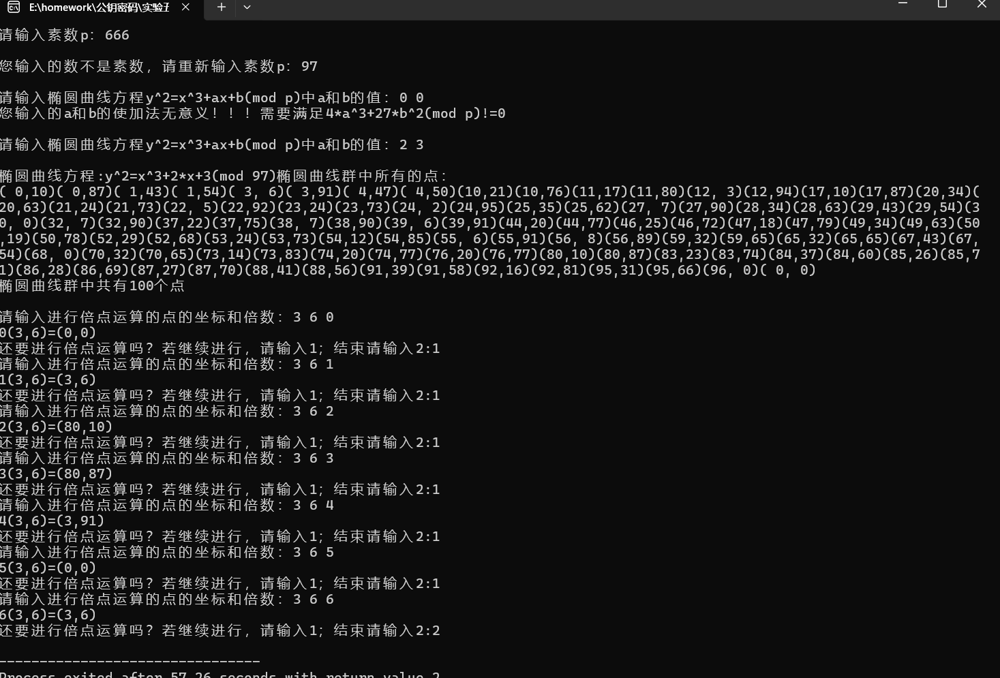 E:\homework\公钥密码\实验五
请输入素数p: 666
您输入的数不是素数，请重新输入素数p: 97
请输入椭圆曲线方程y^2=x^3+ax+b(mod p)中a和b的值: 0 0
您输入的a和b的使加法无意义！！！需要满足4*a^3+27*b^2(mod p)!=0
请输入椭圆曲线方程y^2=x^3+ax+b(mod p)中a和b的值: 2 3
椭圆曲线方程:y^2=x^3+2*x+3(mod 97)椭圆曲线群中所有的点:
( 0,10)( 0,87)( 1,43)( 1,54)( 3, 6)( 3,91)( 4,47)( 4,50)(10,21)(10,76)(11,17)(11,80)(12, 3)(12,94)(17,10)(17,87)(20,34)(
20,63)(21,24)(21,73)(22, 5)(22,92)(23,24)(23,73)(24, 2)(24,95)(25,35)(25,62)(27, 7)(27,90)(28,34)(28,63)(29,43)(29,54)(3
0, 0)(32, 7)(32,90)(37,22)(37,75)(38, 7)(38,90)(39, 6)(39,91)(44,20)(44,77)(46,25)(46,72)(47,18)(47,79)(49,34)(49,63)(50
,19)(50,78)(52,29)(52,68)(53,24)(53,73)(54,12)(54,85)(55, 6)(55,91)(56, 8)(56,89)(59,32)(59,65)(65,32)(65,65)(67,43)(67,
54)(68, 0)(70,32)(70,65)(73,14)(73,83)(74,20)(74,77)(76,20)(76,77)(80,10)(80,87)(83,23)(83,74)(84,37)(84,60)(85,26)(85,7
1)(86,28)(86,69)(87,27)(87,70)(88,41)(88,56)(91,39)(91,58)(92,16)(92,81)(95,31)(95,66)(96, 0)( 0, 0)
椭圆曲线群中共有100个点
请输入进行倍点运算的点的坐标和倍数: 3 6 0
0(3,6)=(0,0)
还要进行倍点运算吗？若继续进行，请输入1；结束请输入2:1
请输入进行倍点运算的点的坐标和倍数: 3 6 1
1(3,6)=(3,6)
还要进行倍点运算吗？若继续进行，请输入1；结束请输入2:1
请输入进行倍点运算的点的坐标和倍数: 3 6 2
2(3,6)=(80,10)
还要进行倍点运算吗？若继续进行，请输入1；结束请输入2:1
请输入进行倍点运算的点的坐标和倍数: 3 6 3
3(3,6)=(80,87)
还要进行倍点运算吗？若继续进行，请输入1；结束请输入2:1
请输入进行倍点运算的点的坐标和倍数: 3 6 4
4(3,6)=(3,91)
还要进行倍点运算吗？若继续进行，请输入1；结束请输入2:1
请输入进行倍点运算的点的坐标和倍数: 3 6 5
5(3,6)=(0,0)
还要进行倍点运算吗？若继续进行，请输入1；结束请输入2:1
请输入进行倍点运算的点的坐标和倍数: 3 6 6
6(3,6)=(3,6)
还要进行倍点运算吗？若继续进行，请输入1；结束请输入2:2
--------------------------------
Process exited after 57.26 seconds with return value 2